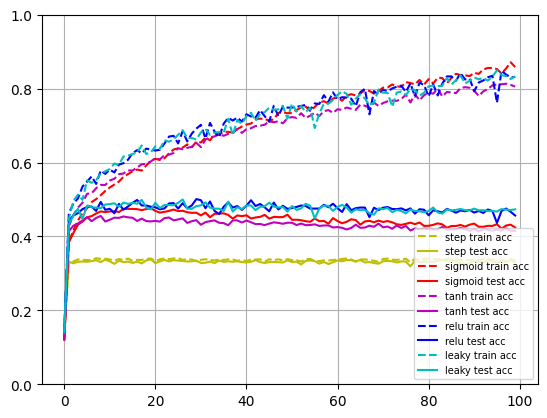 1.0
0.8
0.6
0.4
0.2
0.0
0
20
40
60
80
100
step train acc
step test acc
sigmoid train acc
sigmoid test acc
tanh train acc
tanh test acc
relu train acc
relu test acc
leaky train acc
leaky test acc